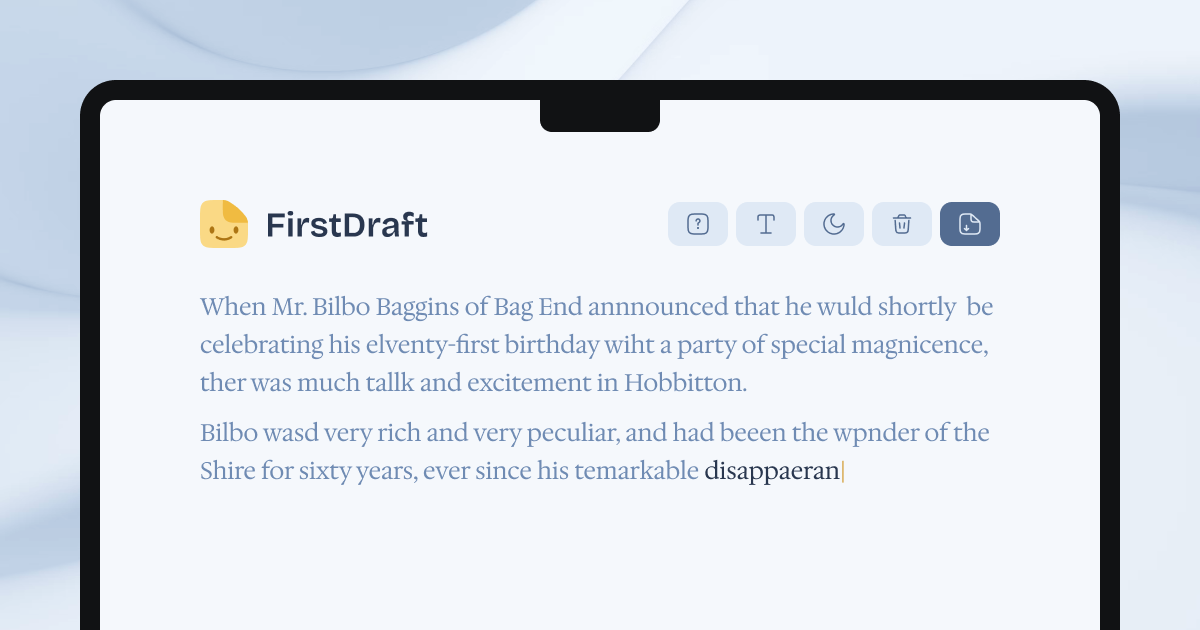 FirstDraft
When Mr. Bilbo Baggins of Bag End annnounced that he wuld shortly  be
celebrating his elventy-first birthday wiht a party of special magnicence,
ther was much tallk and excitement in Hobbitton.
Bilbo wasd very rich and very peculiar, and had beeen the wpnder of the
Shire for sixty years, ever since his temarkable disappaeran